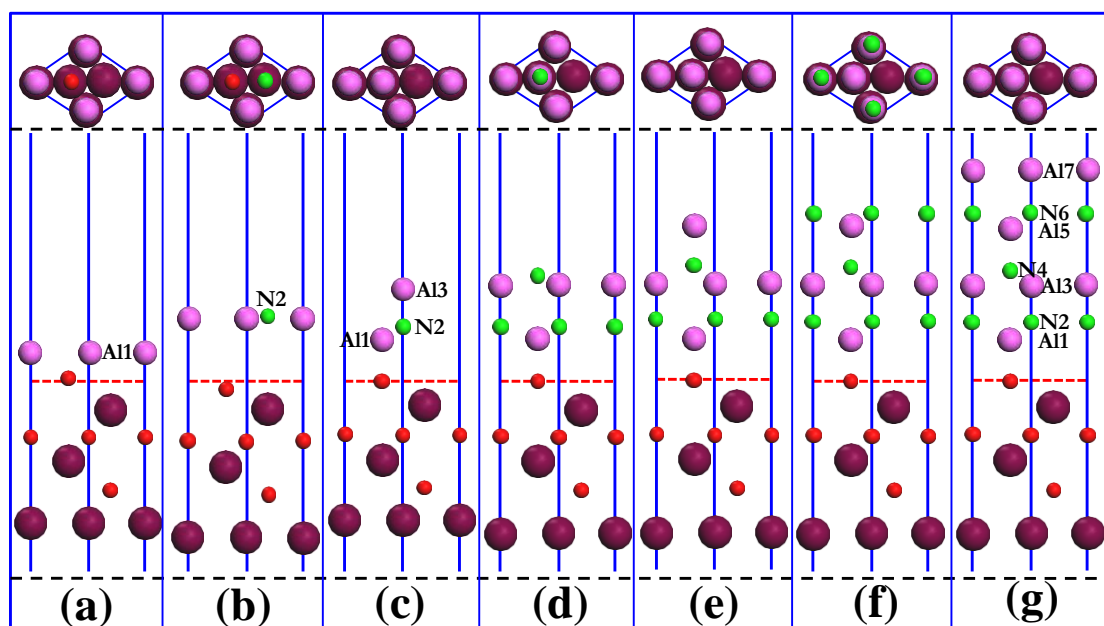 Al1
N2
Al3
Al1
N2
Al7
N6
Al5
N4
Al3
N2
Al1
(a) (b) (c) (d) (e) (f) (g)